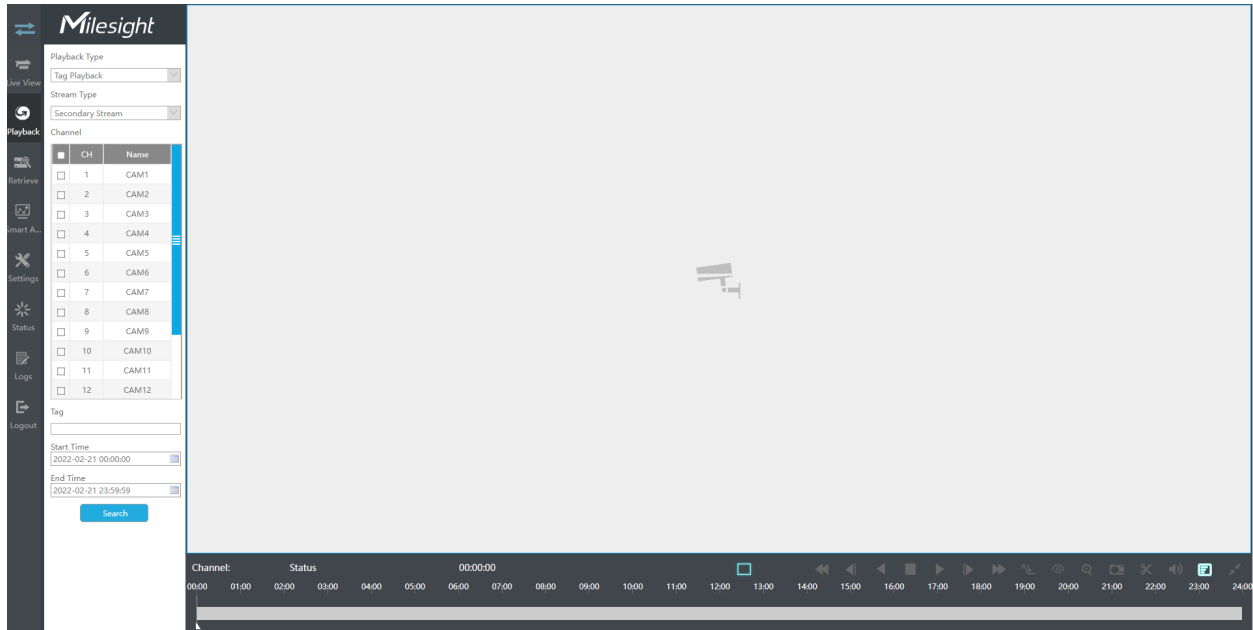 Milesight
Live View
Playback
Retrieve
Smart A...
Settings
Status
Logs
Logout
Playback Type
Tag Playback
Stream Type
Secondary Stream
Channel
CH Name
1 CAM1
2 CAM2
3 CAM3
4 CAM4
5 CAM5
6 CAM6
7 CAM7
8 CAM8
9 CAM9
10 CAM10
11 CAM11
12 CAM12
Tag
Start Time
2022-02-21 00:00:00
End Time
2022-02-21 23:59:59
Search
Channel: Status 00:00:00
00:00 01:00 02:00 03:00 04:00 05:00 06:00 07:00 08:00 09:00 10:00 11:00 12:00 13:00 14:00 15:00 16:00 17:00 18:00 19:00 20:00 21:00 22:00 23:00 24:00